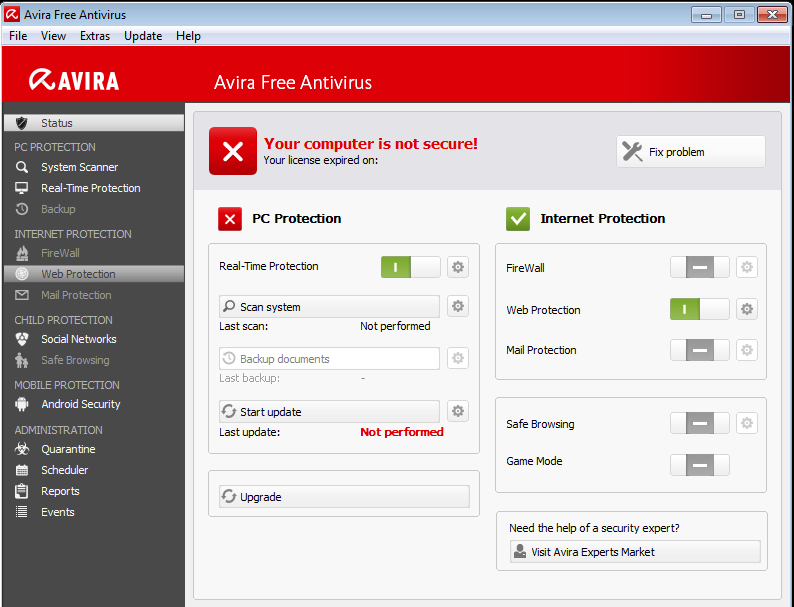 Avira Free Antivirus
File View Extras Update Help
AVIRA
Avira Free Antivirus
Status
PC PROTECTION
System Scanner
Real-Time Protection
Backup
INTERNET PROTECTION
FireWall
Web Protection
Mail Protection
CHILD PROTECTION
Social Networks
Safe Browsing
MOBILE PROTECTION
Android Security
ADMINISTRATION
Quarantine
Scheduler
Reports
Events
Your computer is not secure!
Your license expired on:
Fix problem
PC Protection
Real-Time Protection
Scan system
Last scan: Not performed
Backup documents
Last backup: -
Start update
Last update: Not performed
Upgrade
Internet Protection
FireWall
Web Protection
Mail Protection
Safe Browsing
Game Mode
Need the help of a security expert?
Visit Avira Experts Market